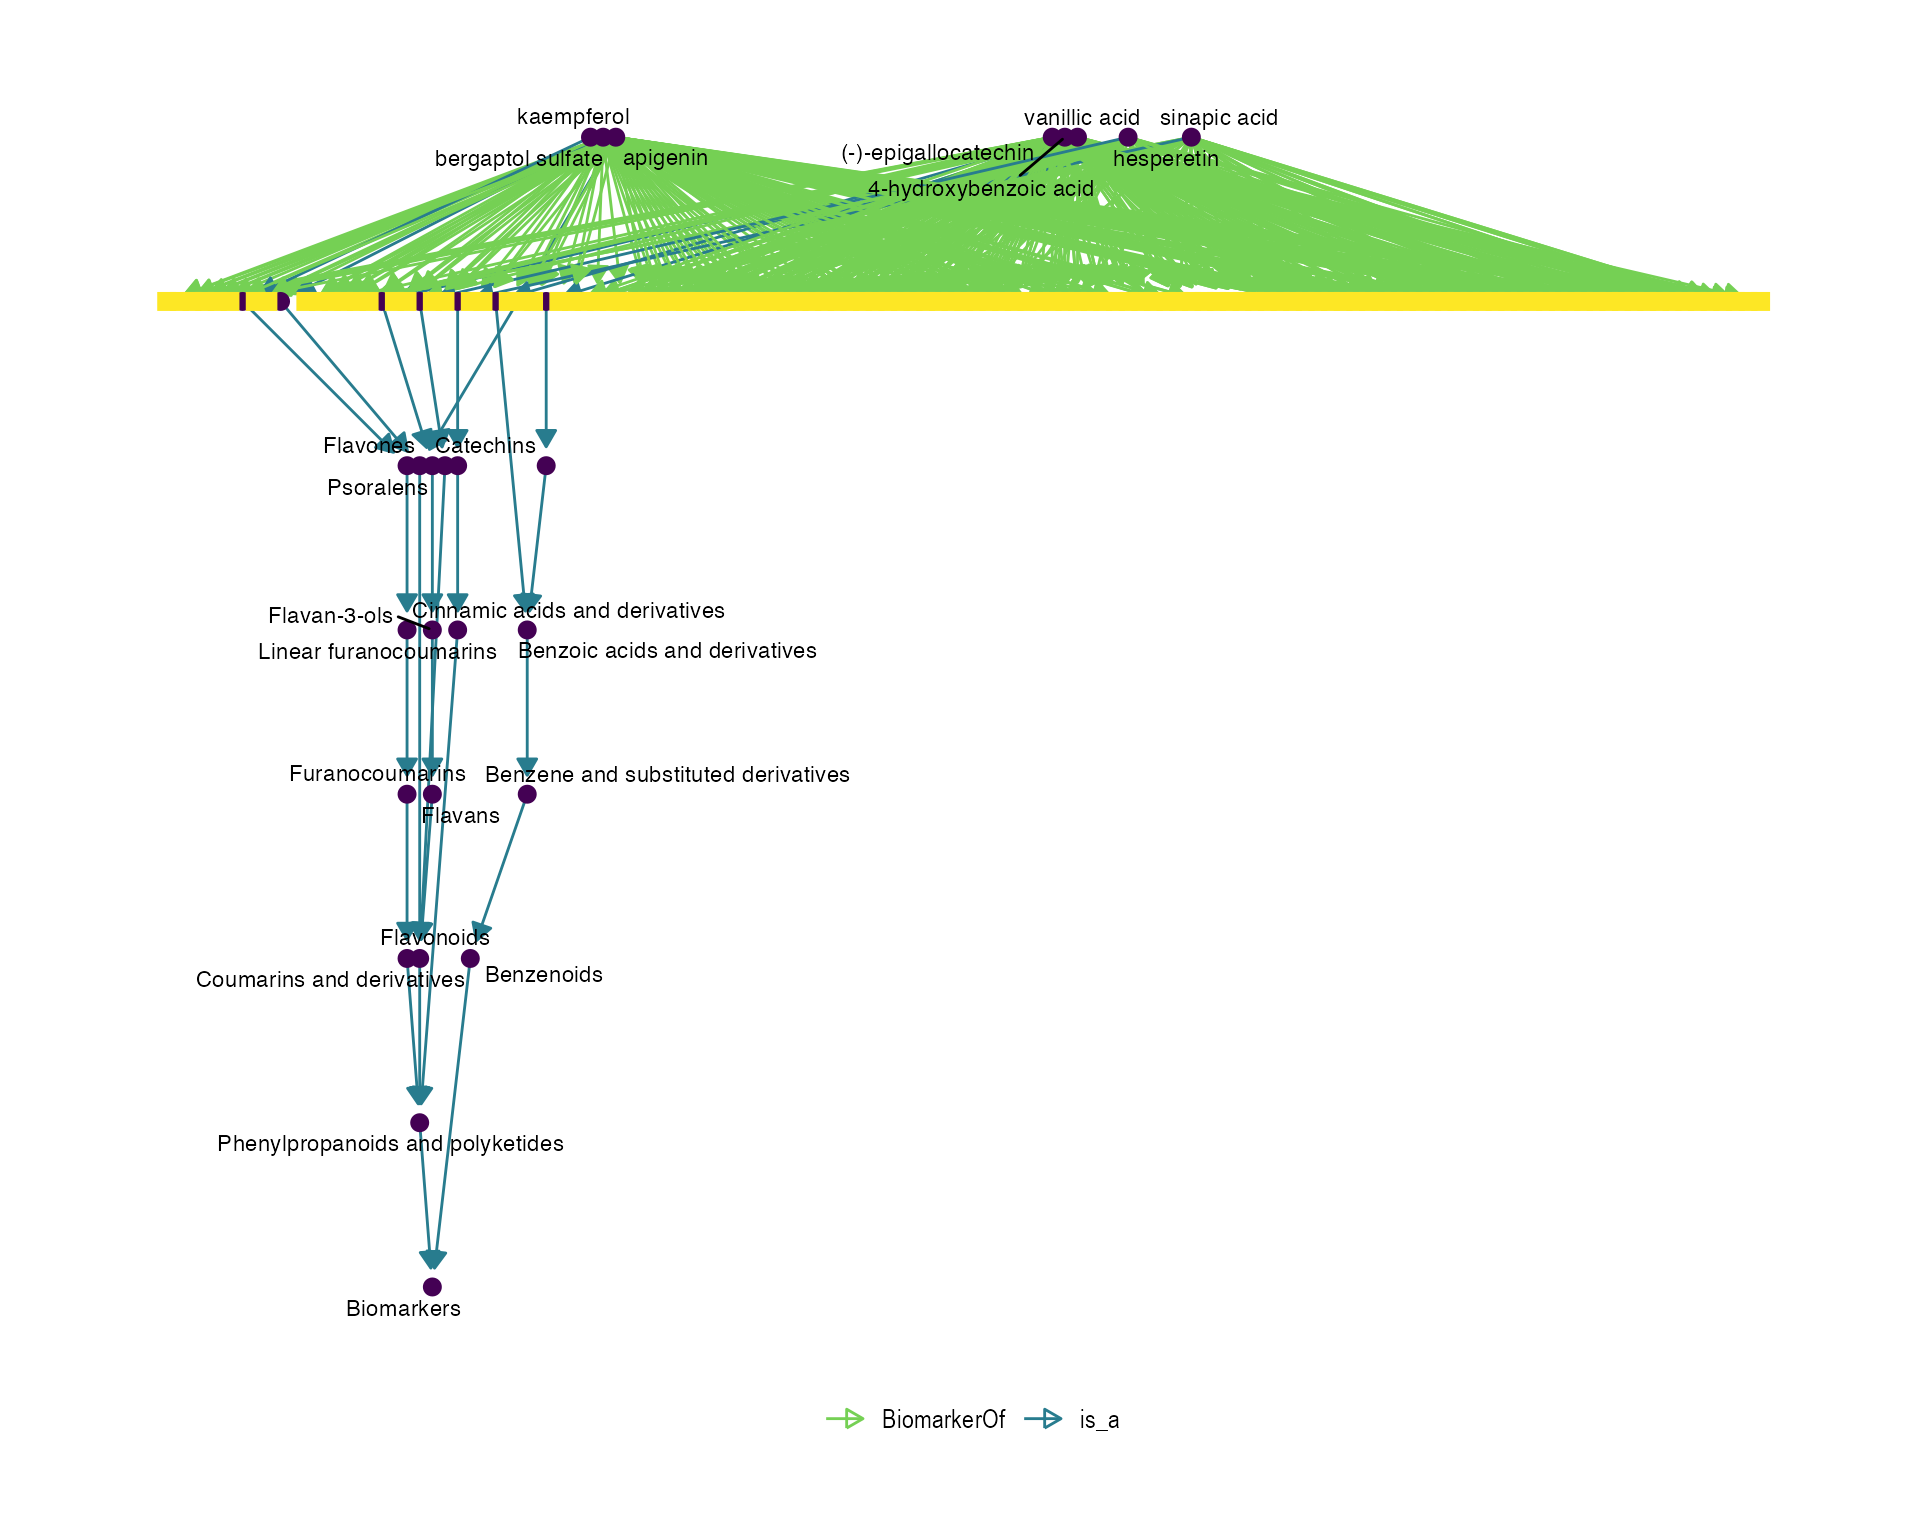 kaempferol
vanillic acid
sinapic acid
bergaptol sulfate
apigenin
(-)-epigallocatechin
hesperetin
4-hydroxybenzoic acid
Flavones
Catechins
Psoralens
Flavan-3-ols
Cinnamic acids and derivatives
Linear furanocoumarins
Benzoic acids and derivatives
Furanocoumarins
Benzene and substituted derivatives
Flavans
Flavonoids
Coumarins and derivatives
Benzenoids
Phenylpropanoids and polyketides
Biomarkers
BiomarkerOf
is_a